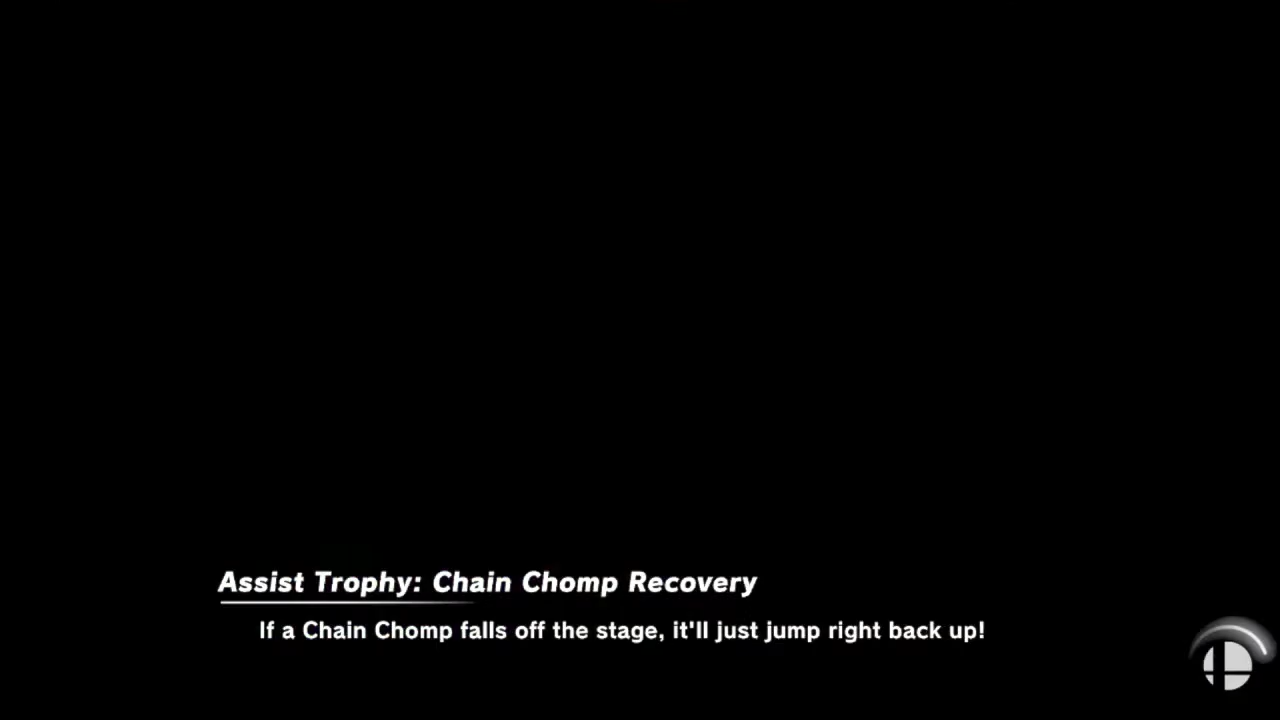 Assist Trophy: Chain Chomp Recovery
If a Chain Chomp falls off the stage, it'll just jump right back up!